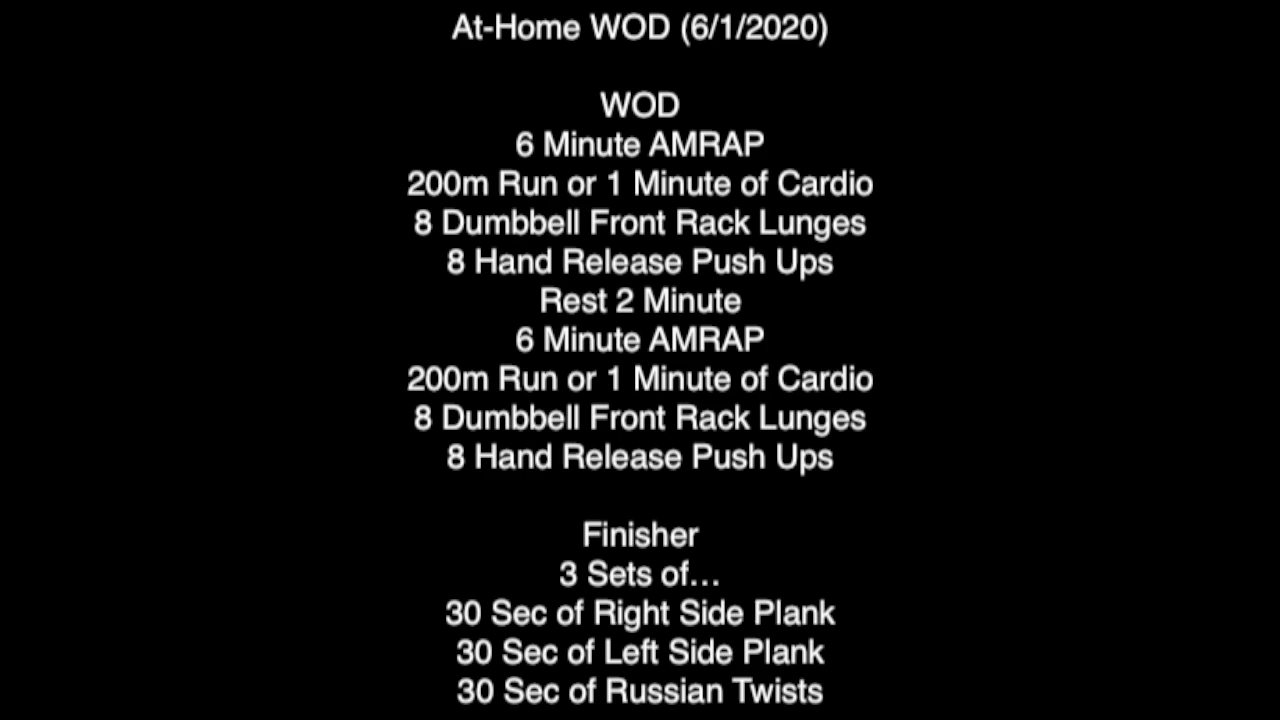 At-Home WOD (6/1/2020)
WOD
6 Minute AMRAP
200m Run or 1 Minute of Cardio
8 Dumbbell Front Rack Lunges
8 Hand Release Push Ups
Rest 2 Minute
6 Minute AMRAP
200m Run or 1 Minute of Cardio
8 Dumbbell Front Rack Lunges
8 Hand Release Push Ups
Finisher
3 Sets of…
30 Sec of Right Side Plank
30 Sec of Left Side Plank
30 Sec of Russian Twists